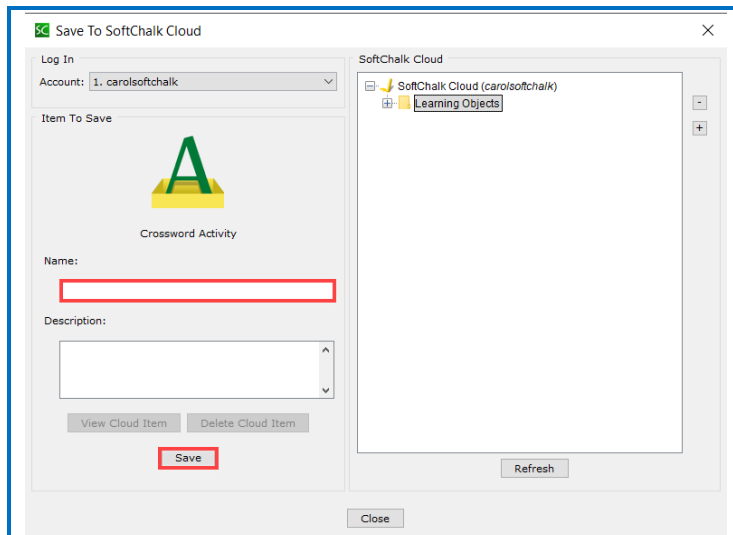 SC Save To SoftChalk Cloud
Log In
Account: 1. carolsoftchalk
Item To Save
A
Crossword Activity
Name:
Description:
View Cloud Item Delete Cloud Item
Save
SoftChalk Cloud
SoftChalk Cloud (carolsoftchalk)
Learning Objects
-
+
Refresh
Close